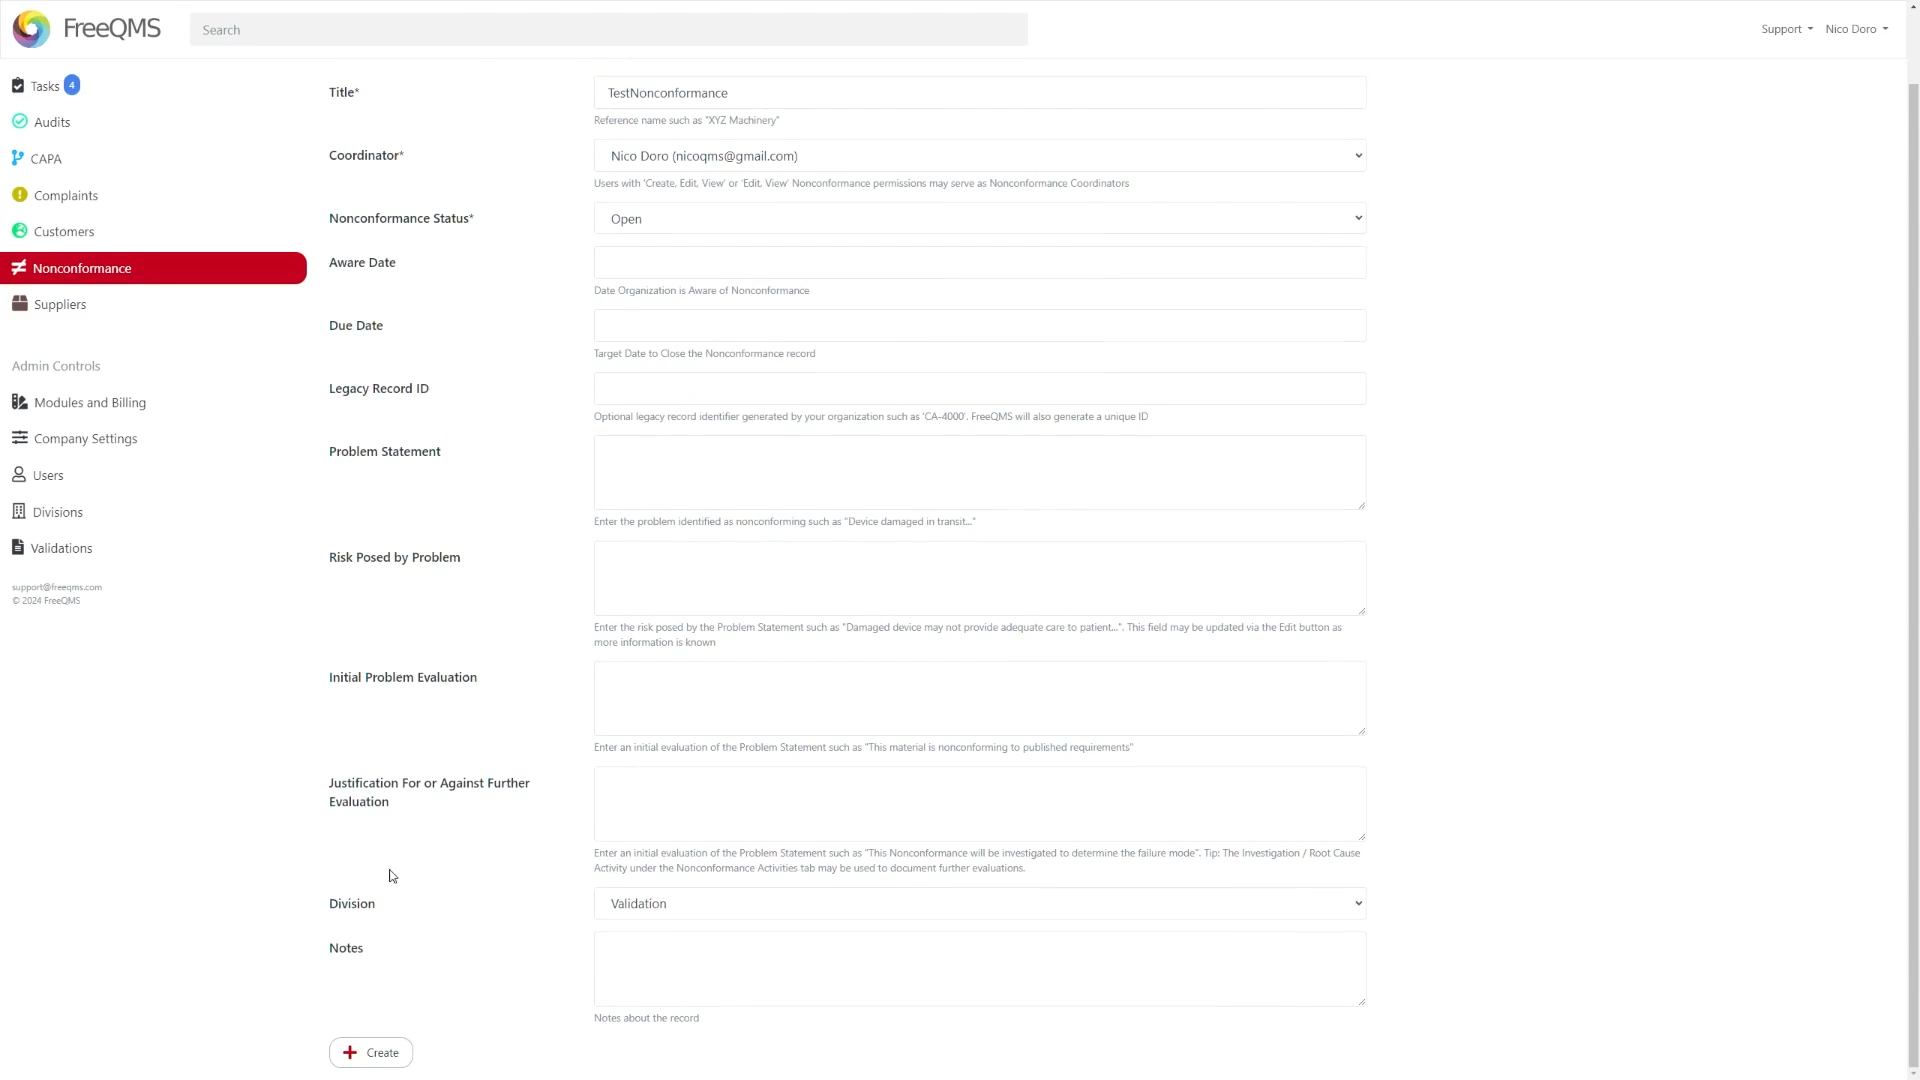 FreeQMS
Search
Support
Nico Doro
Tasks 4
Audits
CAPA
Complaints
Customers
Nonconformance
Suppliers
Admin Controls
Modules and Billing
Company Settings
Users
Divisions
Validations
support@freeqms.com
© 2024 FreeQMS
Title*
TestNonconformance
Reference name such as "XYZ Machinery"
Coordinator*
Nico Doro (nicoqms@gmail.com)
Users with 'Create, Edit, View' or 'Edit, View' Nonconformance permissions may serve as Nonconformance Coordinators
Nonconformance Status*
Open
Aware Date
Date Organization is Aware of Nonconformance
Due Date
Target Date to Close the Nonconformance record
Legacy Record ID
Optional legacy record identifier generated by your organization such as 'CA-4000'. FreeQMS will also generate a unique ID
Problem Statement
Enter the problem identified as nonconforming such as "Device damaged in transit..."
Risk Posed by Problem
Enter the risk posed by the Problem Statement such as "Damaged device may not provide adequate care to patient...". This field may be updated via the Edit button as
more information is known
Initial Problem Evaluation
Enter an initial evaluation of the Problem Statement such as "This material is nonconforming to published requirements"
Justification For or Against Further
Evaluation
Enter an initial evaluation of the Problem Statement such as "This Nonconformance will be investigated to determine the failure mode". Tip: The Investigation / Root Cause
Activity under the Nonconformance Activities tab may be used to document further evaluations.
Division
Validation
Notes
Notes about the record
Create